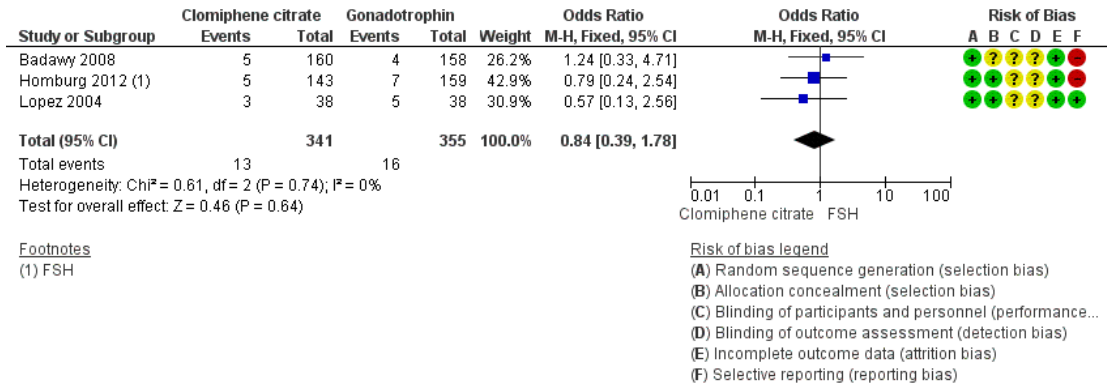 Clomiphene citrate Gonadotrophin Odds Ratio Odds Ratio Risk of Bias
Study or Subgroup Events Total Events Total Weight M-H, Fixed, 95% CI M-H, Fixed, 95% CI A B C D E F
Badawy 2008 5 160 4 158 26.2% 1.24 [0.33, 4.71] + ? ? ? + −
Homburg 2012 (1) 5 143 7 159 42.9% 0.79 [0.24, 2.54] + + ? ? + −
Lopez 2004 3 38 5 38 30.9% 0.57 [0.13, 2.56] + + ? ? + +
Total (95% CI) 341 355 100.0% 0.84 [0.39, 1.78]
Total events 13 16
Heterogeneity: Chi² = 0.61, df = 2 (P = 0.74); I² = 0%
Test for overall effect: Z = 0.46 (P = 0.64)
0.01 0.1 1 10 100
Clomiphene citrate FSH
Footnotes
(1) FSH
Risk of bias legend
(A) Random sequence generation (selection bias)
(B) Allocation concealment (selection bias)
(C) Blinding of participants and personnel (performance...
(D) Blinding of outcome assessment (detection bias)
(E) Incomplete outcome data (attrition bias)
(F) Selective reporting (reporting bias)